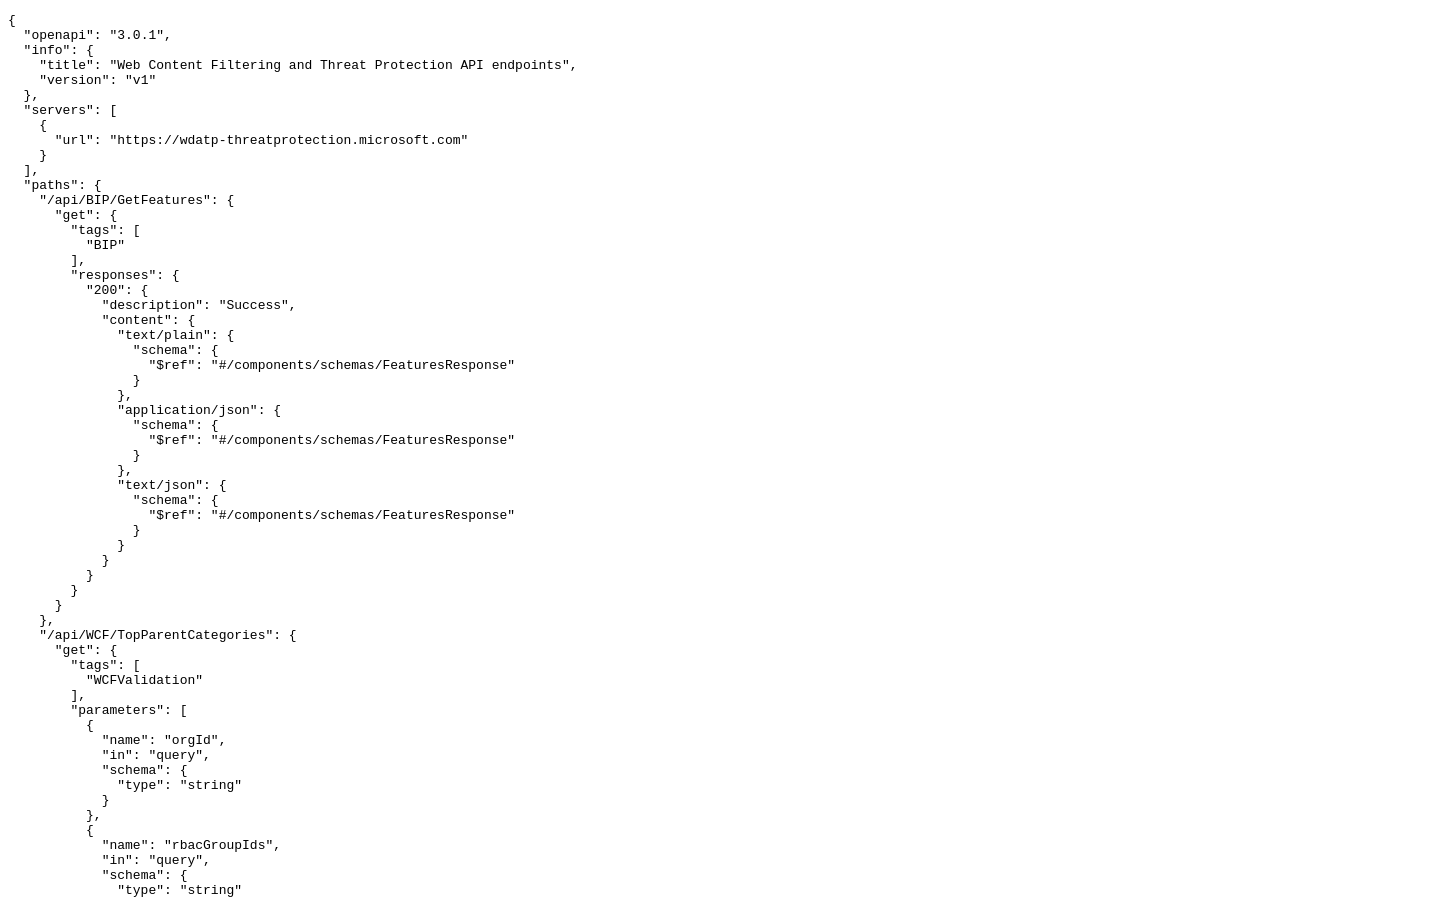 {
  "openapi": "3.0.1",
  "info": {
    "title": "Web Content Filtering and Threat Protection API endpoints",
    "version": "v1"
  },
  "servers": [
    {
      "url": "https://wdatp-threatprotection.microsoft.com"
    }
  ],
  "paths": {
    "/api/BIP/GetFeatures": {
      "get": {
        "tags": [
          "BIP"
        ],
        "responses": {
          "200": {
            "description": "Success",
            "content": {
              "text/plain": {
                "schema": {
                  "$ref": "#/components/schemas/FeaturesResponse"
                }
              },
              "application/json": {
                "schema": {
                  "$ref": "#/components/schemas/FeaturesResponse"
                }
              },
              "text/json": {
                "schema": {
                  "$ref": "#/components/schemas/FeaturesResponse"
                }
              }
            }
          }
        }
      }
    },
    "/api/WCF/TopParentCategories": {
      "get": {
        "tags": [
          "WCFValidation"
        ],
        "parameters": [
          {
            "name": "orgId",
            "in": "query",
            "schema": {
              "type": "string"
            }
          },
          {
            "name": "rbacGroupIds",
            "in": "query",
            "schema": {
              "type": "string"